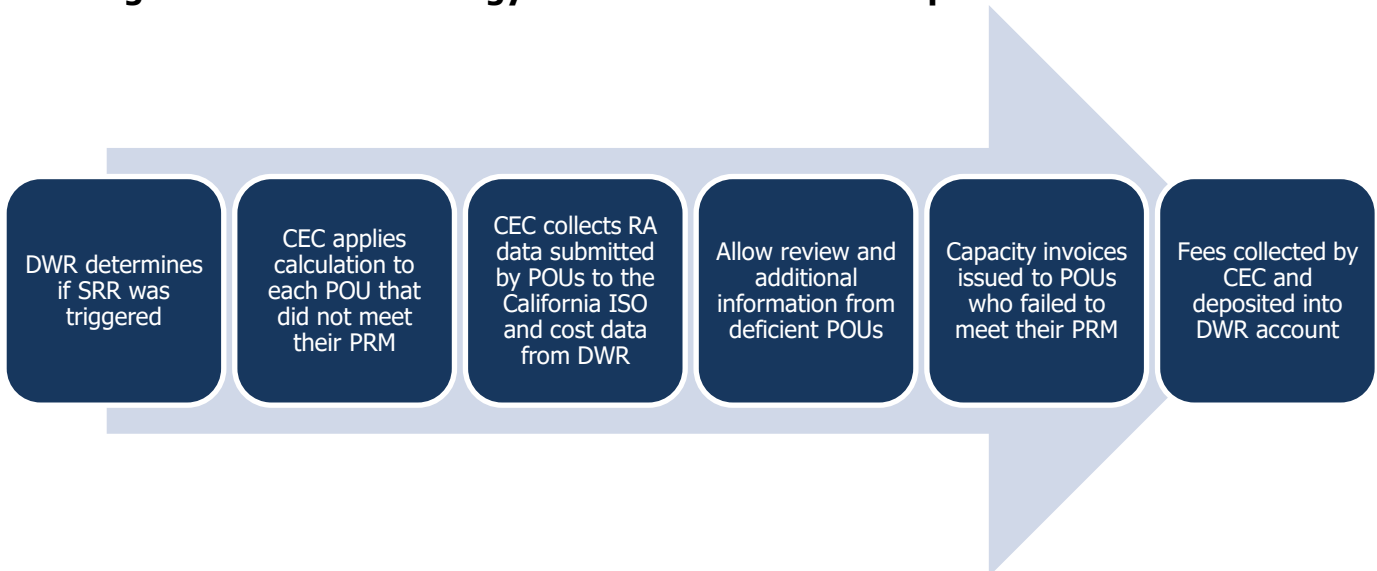 DWR determines
if SRR was
triggered
CEC applies
calculation to
each POU that
did not meet
their PRM
CEC collects RA
data submitted
by POUs to the
California ISO
and cost data
from DWR
Allow review and
additional
information from
deficient POUs
Capacity invoices
issued to POUs
who failed to
meet their PRM
Fees collected by
CEC and
deposited into
DWR account